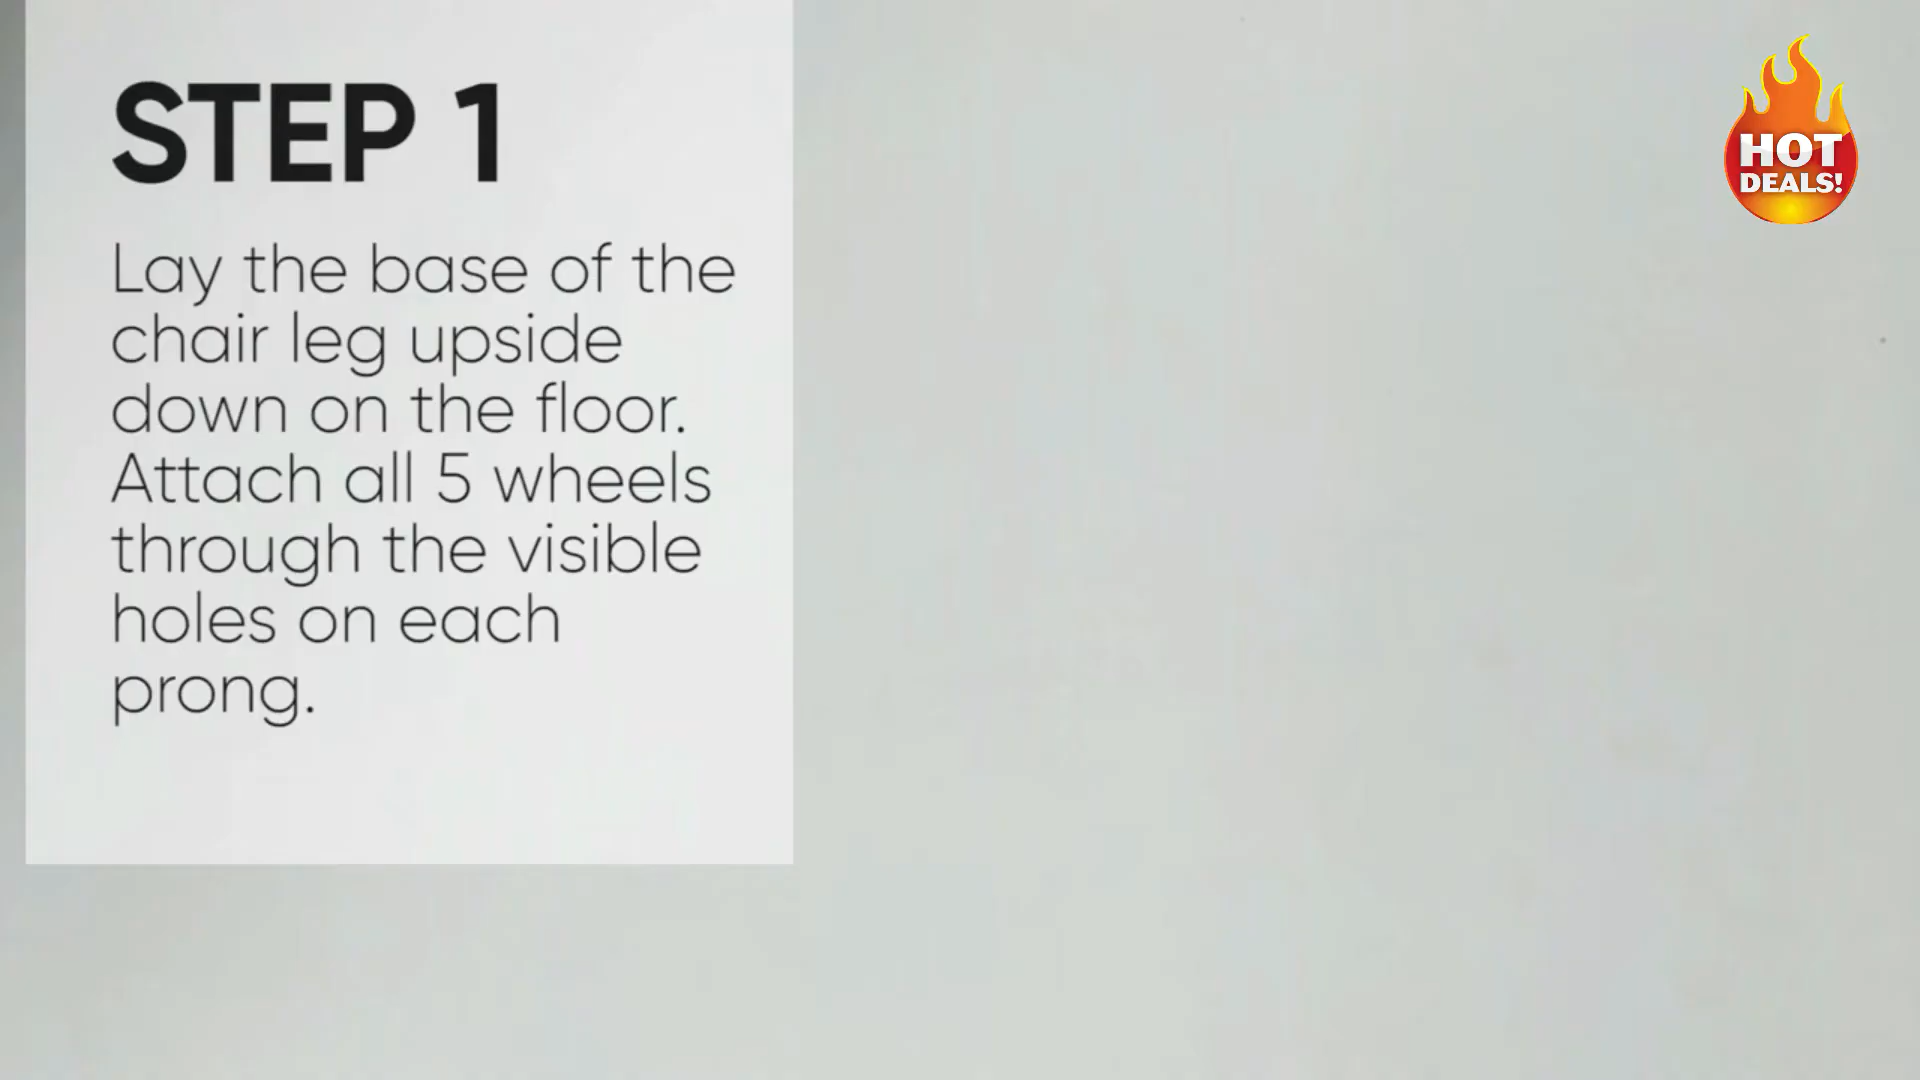 STEP 1
Lay the base of the
chair leg upside
down on the floor.
Attach all 5 wheels
through the visible
holes on each
prong.
HOT
DEALS!